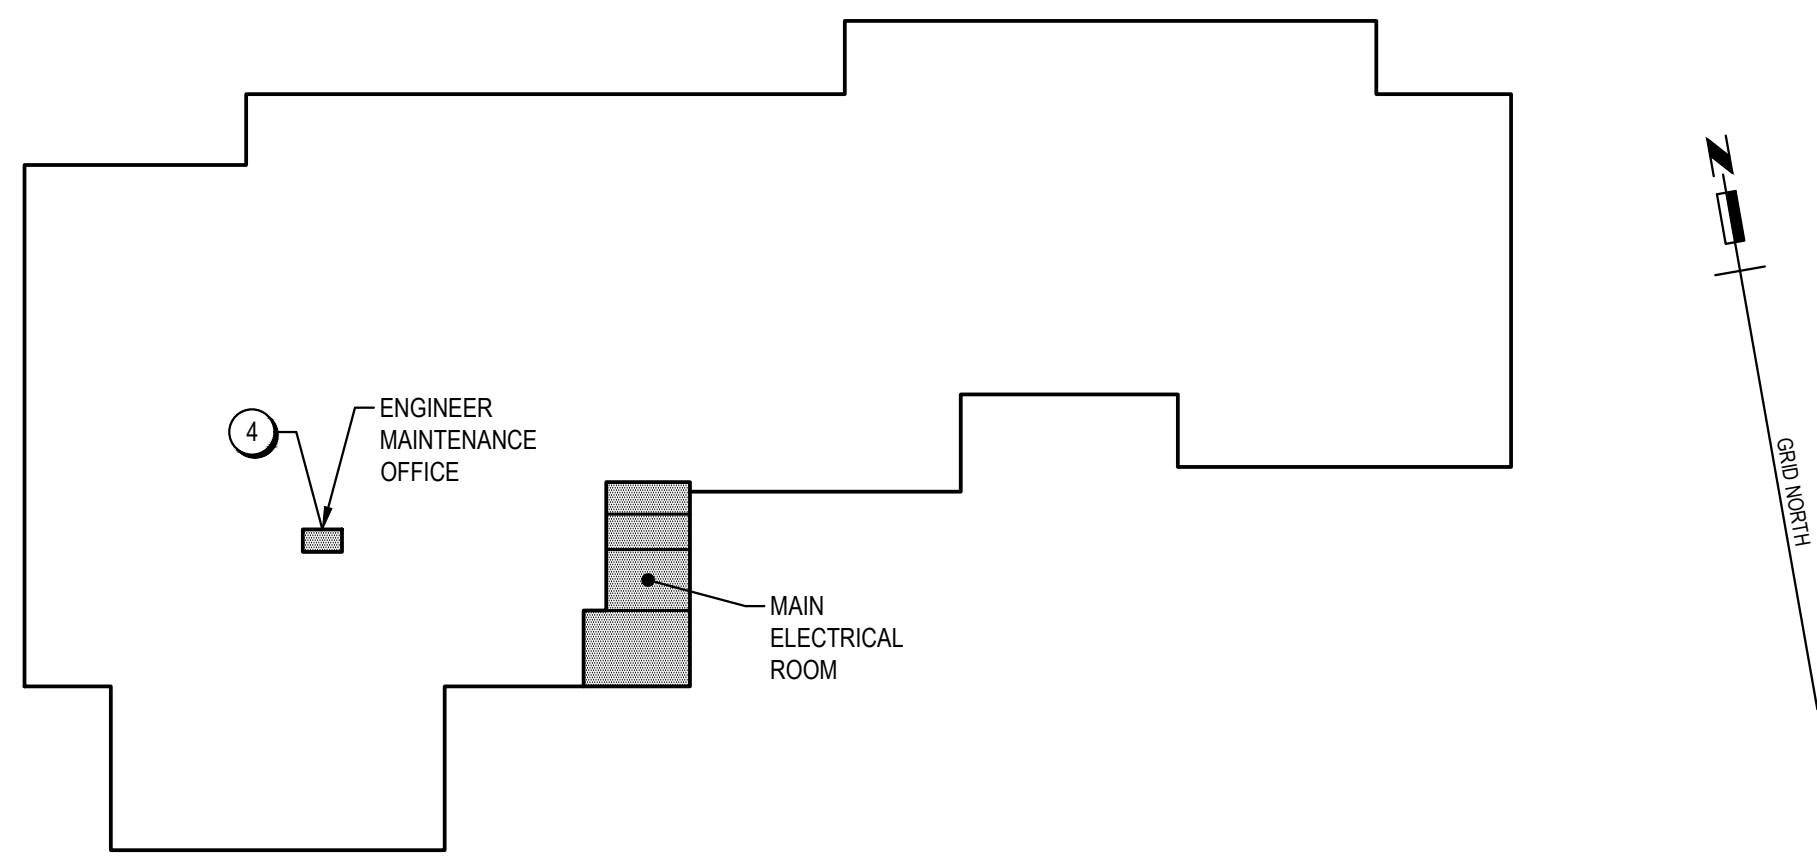 N
4
ENGINEER
MAINTENANCE
OFFICE
MAIN
ELECTRICAL
ROOM
GRID NORTH